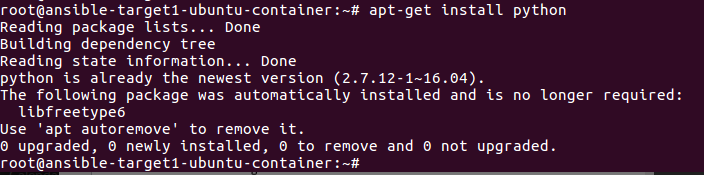 root@ansible-target1-ubuntu-container:~# apt-get install python
Reading package lists... Done
Building dependency tree
Reading state information... Done
python is already the newest version (2.7.12-1~16.04).
The following package was automatically installed and is no longer required:
  libfreetype6
Use 'apt autoremove' to remove it.
0 upgraded, 0 newly installed, 0 to remove and 0 not upgraded.
root@ansible-target1-ubuntu-container:~#